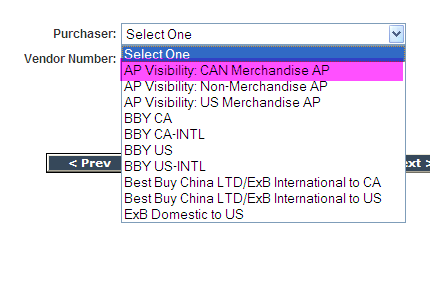 Purchaser: Select One
Select One
Vendor Number:
AP Visibility: CAN Merchandise AP
AP Visibility: Non-Merchandise AP
AP Visibility: US Merchandise AP
BBY CA
BBY CA-INTL
BBY US
BBY US-INTL
< Prev
ext >
Best Buy China LTD/ExB International to CA
Best Buy China LTD/ExB International to US
ExB Domestic to US